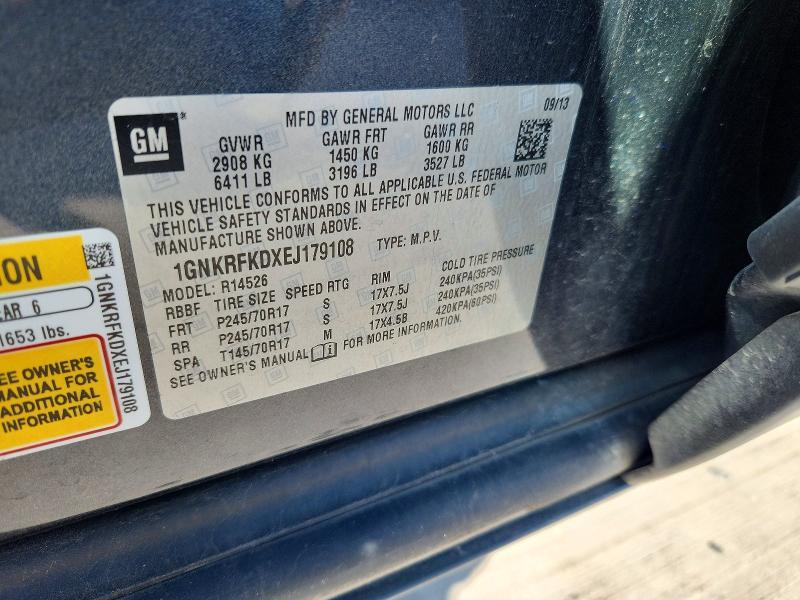 GM
MFD BY GENERAL MOTORS LLC 09/13
GVWR GAWR FRT GAWR RR
2908 KG 1450 KG 1600 KG
6411 LB 3196 LB 3527 LB
THIS VEHICLE CONFORMS TO ALL APPLICABLE U.S. FEDERAL MOTOR
VEHICLE SAFETY STANDARDS IN EFFECT ON THE DATE OF
MANUFACTURE SHOWN ABOVE.
1GNKRFKDXEJ179108 TYPE: M.P.V.
MODEL: R14526
RBBF TIRE SIZE SPEED RTG RIM COLD TIRE PRESSURE
FRT P245/70R17 S 17X7.5J 240KPA(35PSI)
RR P245/70R17 S 17X7.5J 240KPA(35PSI)
SPA T145/70R17 M 17X4.5B 420KPA(60PSI)
SEE OWNER'S MANUAL i FOR MORE INFORMATION.
ION
EAR 6
1653 lbs.
SEE OWNER'S
MANUAL FOR
ADDITIONAL
INFORMATION
1GNKRFKDXEJ179108